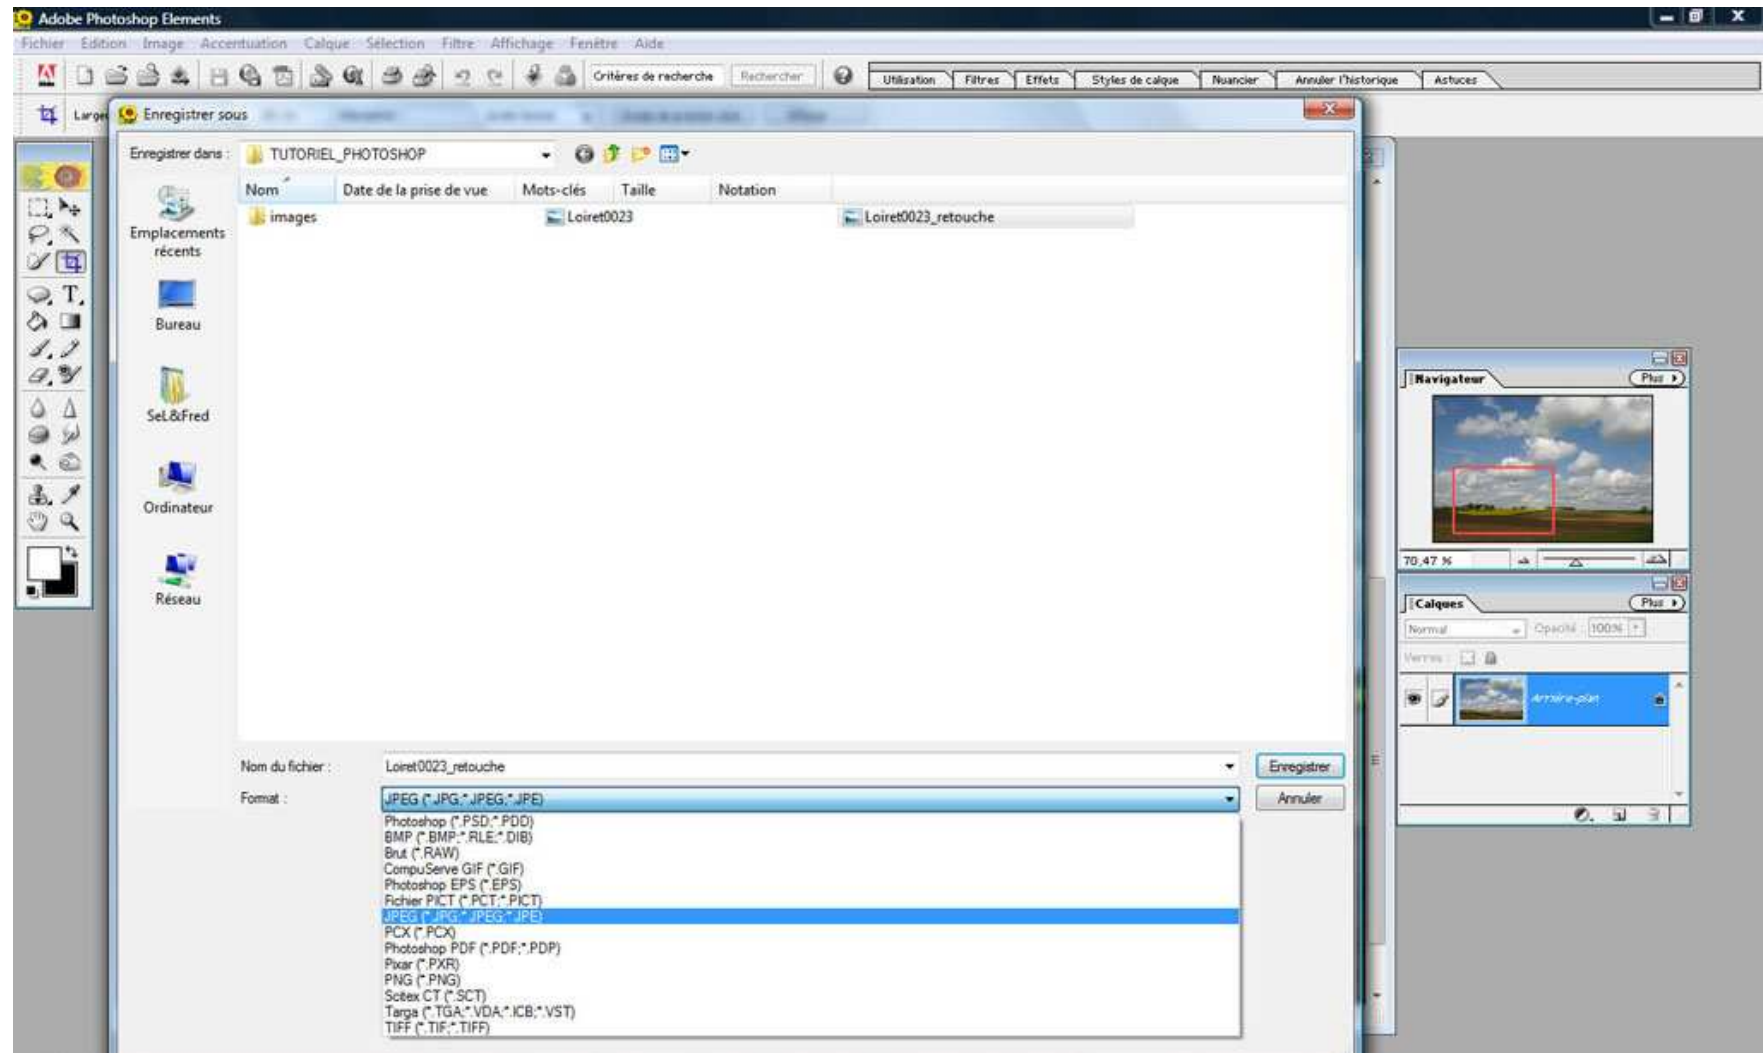 Adobe Photoshop Elements
Fichier Edition Image Accentuation Calque Sélection Filtre Affichage Fenêtre Aide
Critères de recherche Rechercher Utilisation Filtres Effets Styles de calque Nuancier Annuler l'historique Astuces
Enregistrer sous
Enregistrer dans : TUTORIEL_PHOTOSHOP
Nom Date de la prise de vue Mots-clés Taille Notation
images Loiret0023 Loiret0023_retouche
Emplacements
récents
Bureau
SeL&Fred
Ordinateur
Réseau
Nom du fichier : Loiret0023_retouche Enregistrer
Format : JPEG (*.JPG;*.JPEG;*.JPE) Annuler
Photoshop (*.PSD;*.PDD)
BMP (*.BMP;*.RLE;*.DIB)
Brut (*.RAW)
CompuServe GIF (*.GIF)
Photoshop EPS (*.EPS)
Fichier PICT (*.PCT;*.PICT)
JPEG (*.JPG;*.JPEG;*.JPE)
PCX (*.PCX)
Photoshop PDF (*.PDF;*.PDP)
Pixar (*.PXR)
PNG (*.PNG)
Scitex CT (*.SCT)
Targa (*.TGA;*.VDA;*.ICB;*.VST)
TIFF (*.TIF;*.TIFF)
Navigateur Plus
70,47 %
Calques Plus
Normal Opacité : 100%
Arrière-plan